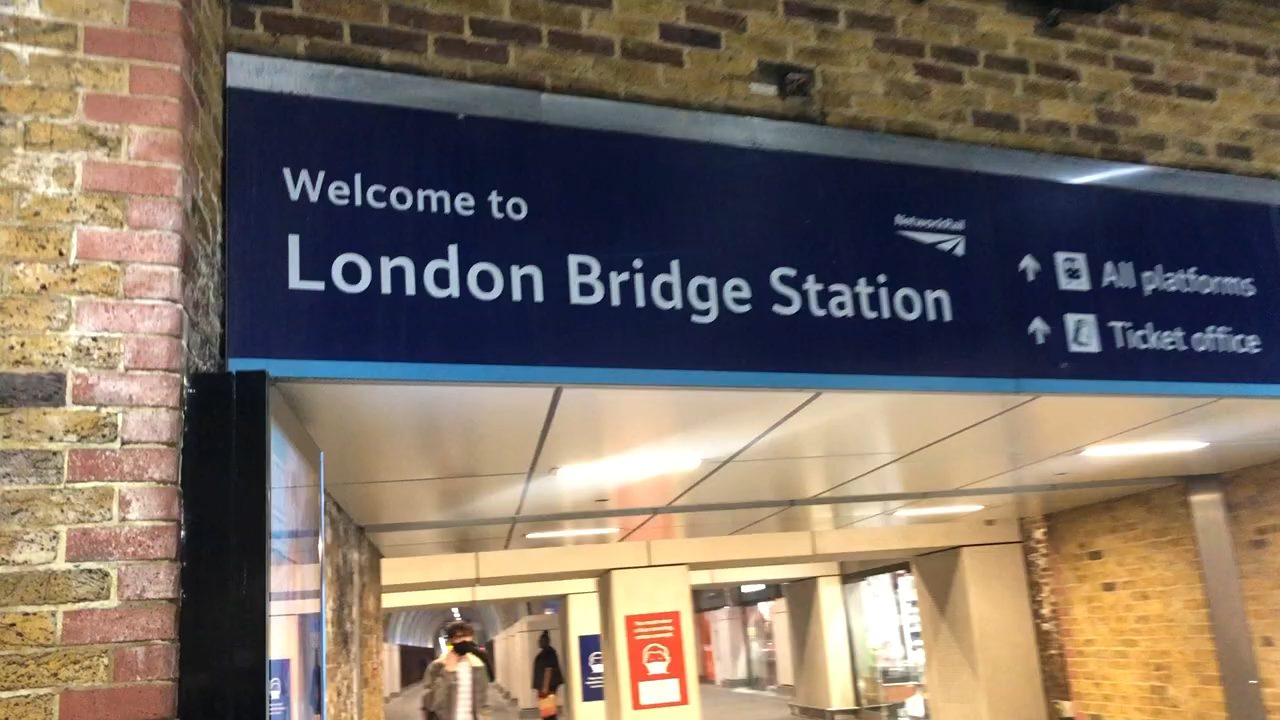 Welcome to
London Bridge Station
NetworkRail
All platforms
Ticket office